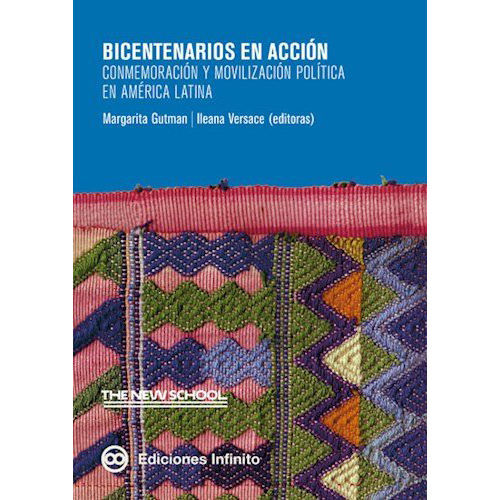 BICENTENARIOS EN ACCIÓN
CONMEMORACIÓN Y MOVILIZACIÓN POLÍTICA
EN AMÉRICA LATINA
Margarita Gutman | Ileana Versace (editoras)
THE NEW SCHOOL
Ediciones Infinito